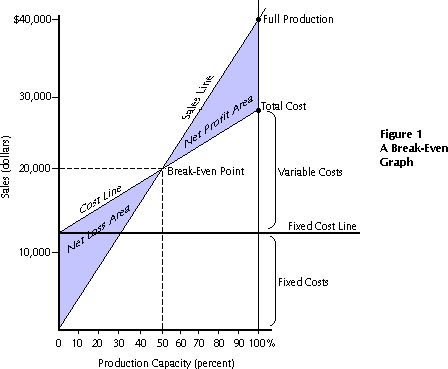 $40,000
Full Production
Sales Line
30,000
Net Profit Area
Total Cost
Figure 1
A Break-Even
Graph
Sales (dollars)
20,000
Break-Even Point
Variable Costs
Cost Line
Net Loss Area
Fixed Cost Line
10,000
Fixed Costs
0 10 20 30 40 50 60 70 80 90 100%
Production Capacity (percent)